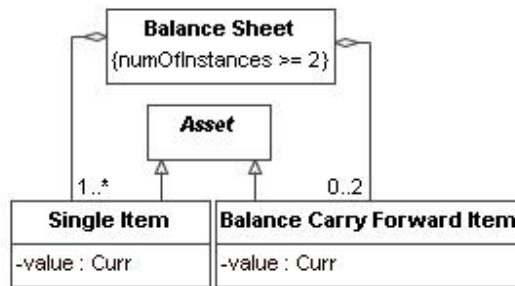 Balance Sheet
{numOfInstances >= 2}
Asset
1..*
0..2
Single Item
Balance Carry Forward Item
-value : Curr
-value : Curr